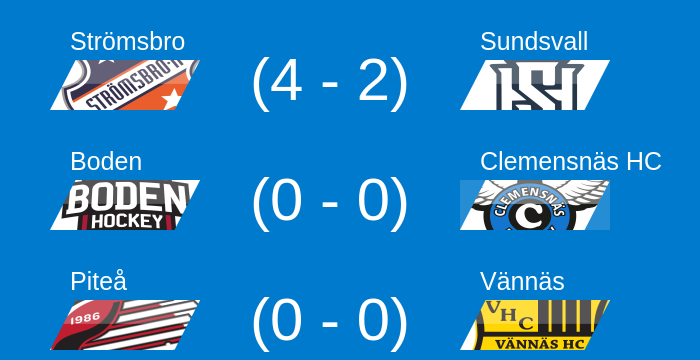 Strömsbro
Sundsvall
STRÖMSBRO
(4 - 2)
Boden
Clemensnäs HC
BODEN
HOCKEY
(0 - 0)
CLEMENSNÄS
C
Piteå
Vännäs
1986
(0 - 0)
VHC
VÄNNÄS HC